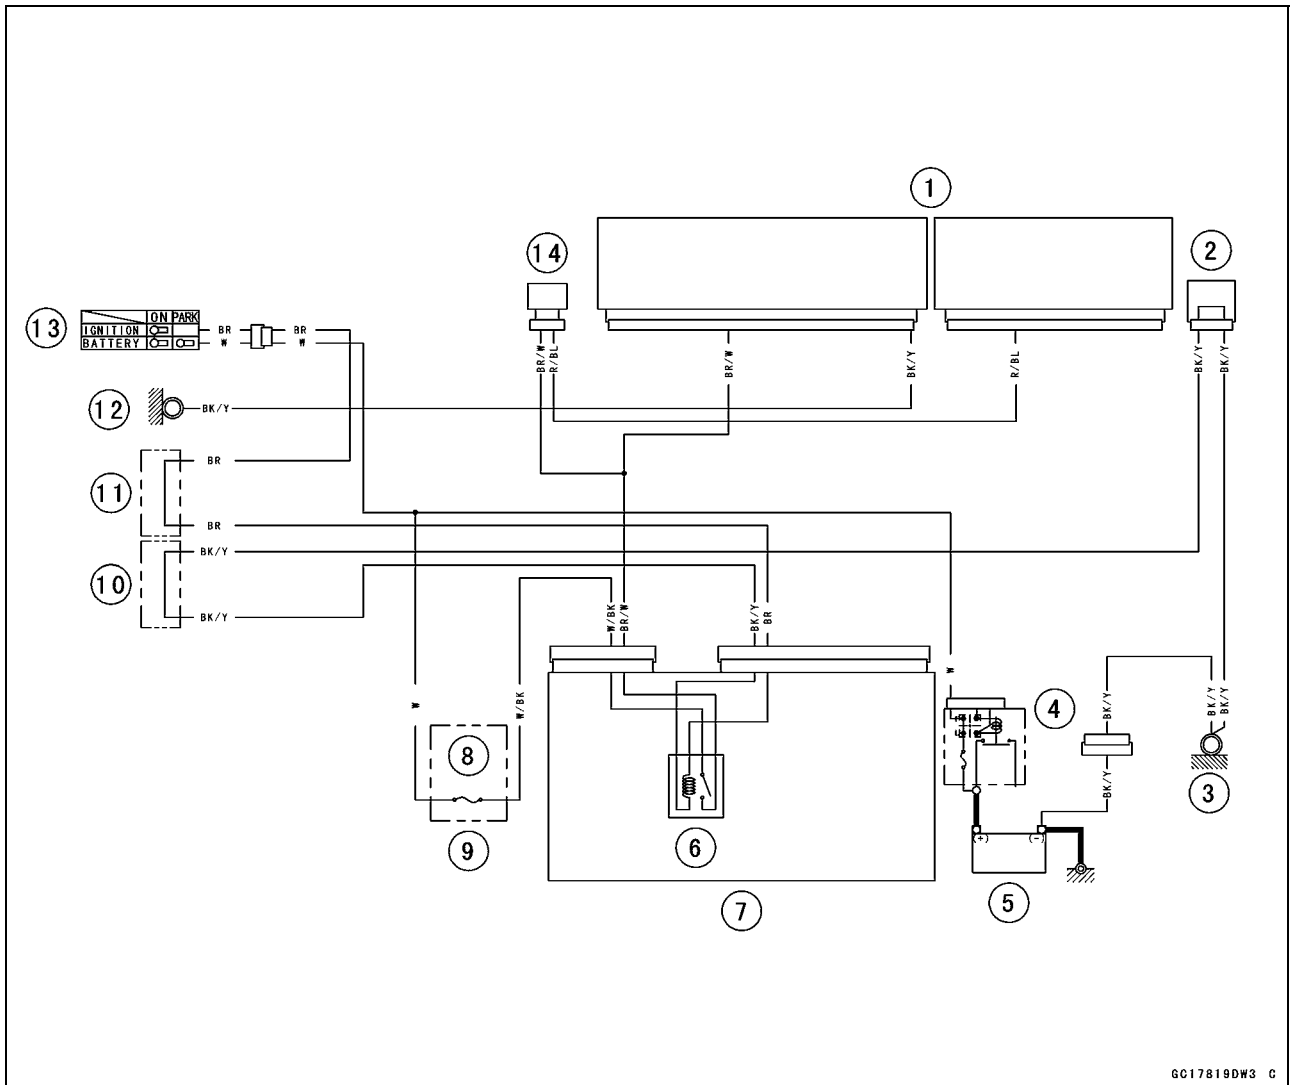 1
14
2
13
ON PARK
IGNITION
BATTERY
BR
W
BR
W
BR/W
R/BL
BR/W
BK/Y
R/BL
BK/Y
BK/Y
12
BK/Y
BR
11
BR
BK/Y
10
BK/Y
W/BK
BR/W
BK/Y
BR
W
W
W/BK
4
BK/Y
BK/Y
BK/Y
8
BK/Y
3
9
6
(+)
(-)
7
5
GC17819DW3 C